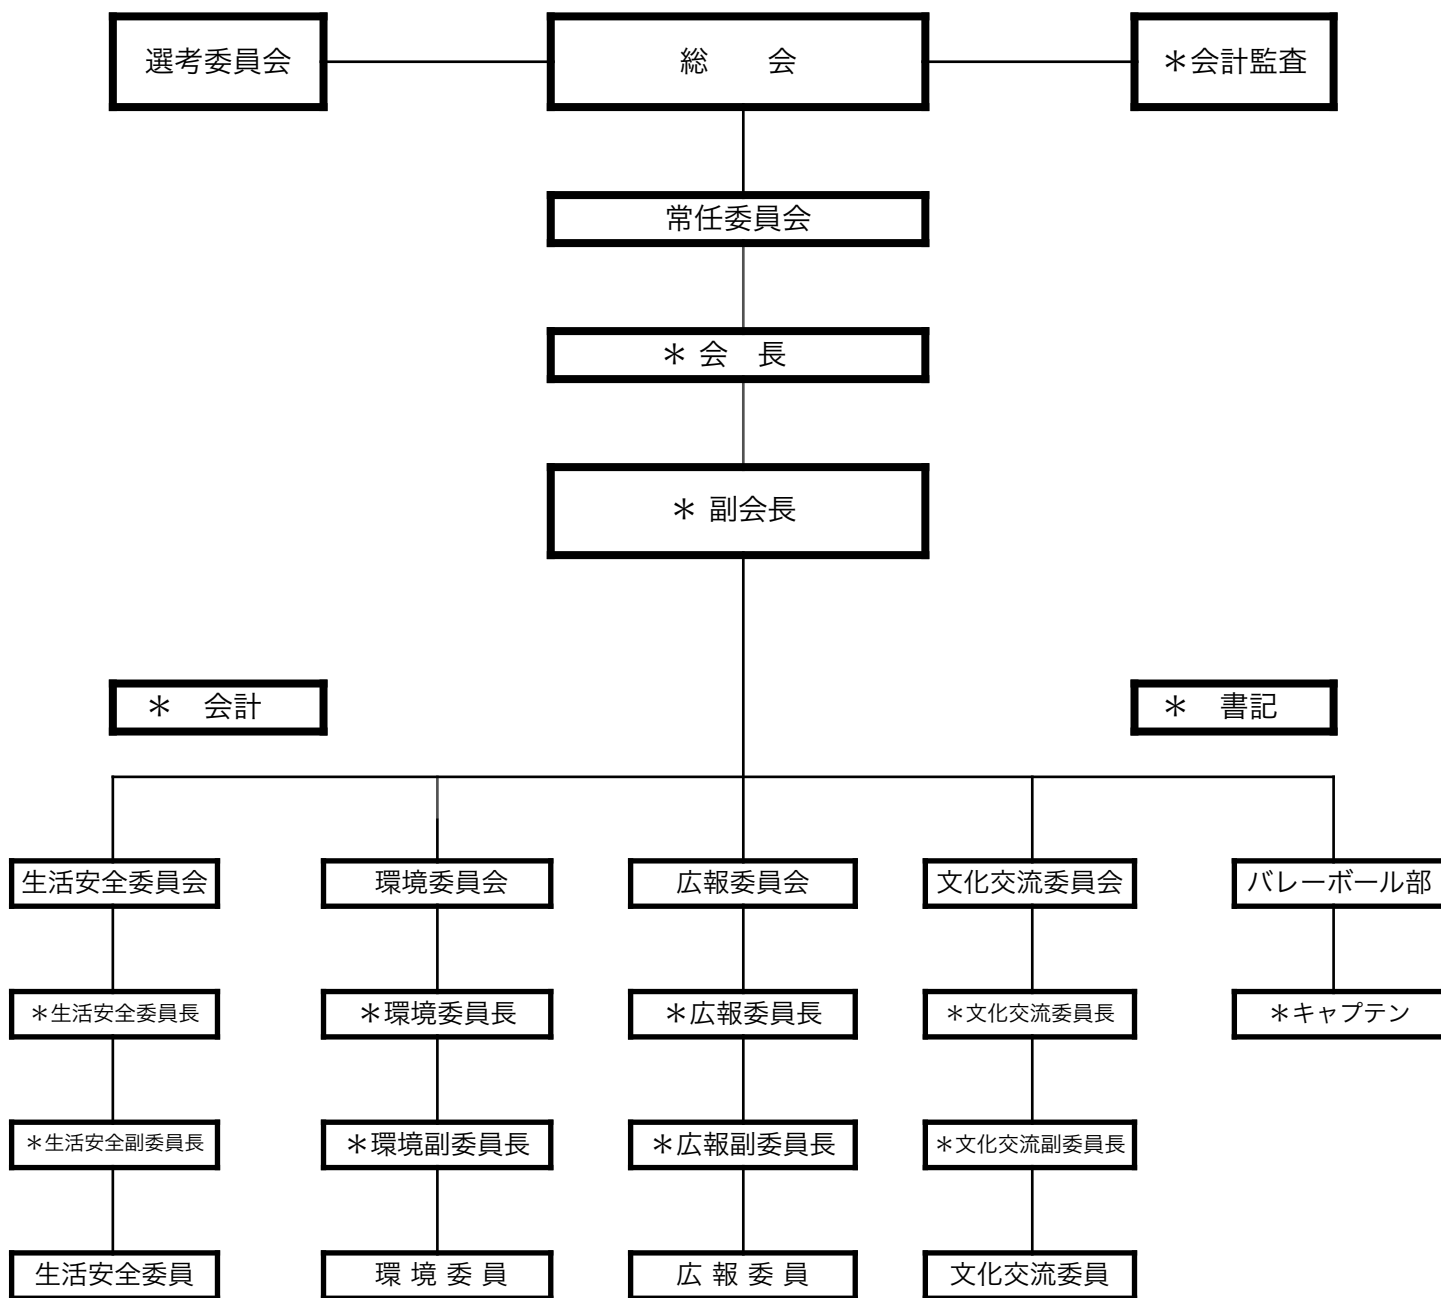 選考委員会
総　　会
＊会計監査
常任委員会
＊ 会　長
＊ 副会長
＊　会計
＊　書記
生活安全委員会
環境委員会
広報委員会
文化交流委員会
バレーボール部
＊生活安全委員長
＊環境委員長
＊広報委員長
＊文化交流委員長
＊キャプテン
＊生活安全副委員長
＊環境副委員長
＊広報副委員長
＊文化交流副委員長
生活安全委員
環 境 委 員
広 報 委 員
文化交流委員